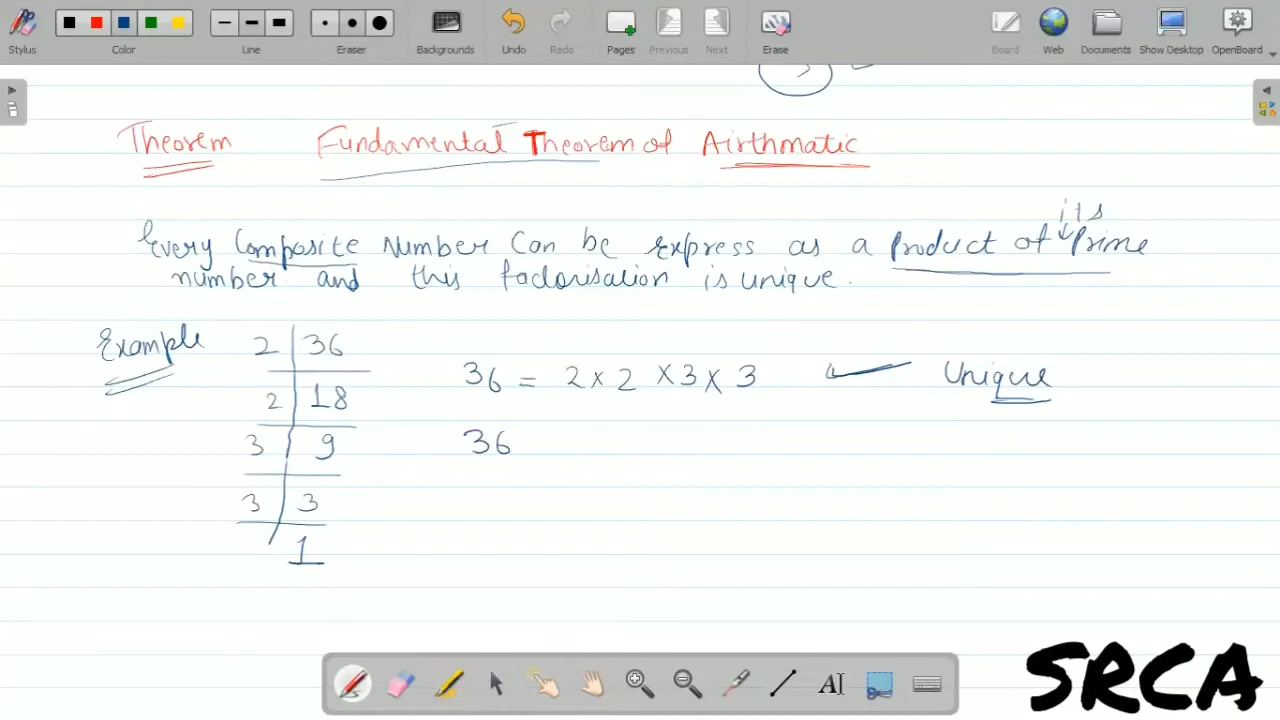 Stylus
Color
Line
Eraser
Backgrounds
Undo
Redo
Pages
Previous
Next
Erase
Board
Web
Documents
Show Desktop
OpenBoard
Theorem Fundamental Theorem of Airthmatic
its
Every Composite Number Can be express as a product of Prime
number and this factorisation is unique.
Example 2 36
36 = 2 x 2 x 3 x 3 Unique
2 18
3 9 36
3 3
1
AI
SRCA